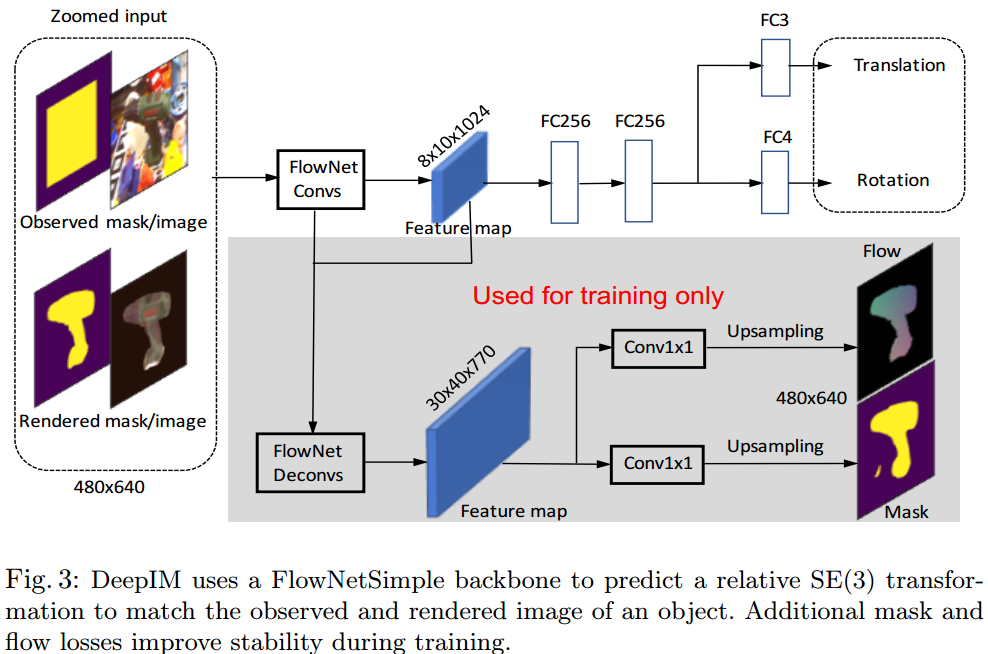 Zoomed input
Observed mask/image
Rendered mask/image
480x640
FlowNet
Convs
8x10x1024
Feature map
FC256
FC256
FC3
Translation
FC4
Rotation
Used for training only
FlowNet
Deconvs
30x40x770
Feature map
Conv1x1
Upsampling
Flow
480x640
Conv1x1
Upsampling
Mask
Fig. 3: DeepIM uses a FlowNetSimple backbone to predict a relative SE(3) transfor-
mation to match the observed and rendered image of an object. Additional mask and
flow losses improve stability during training.